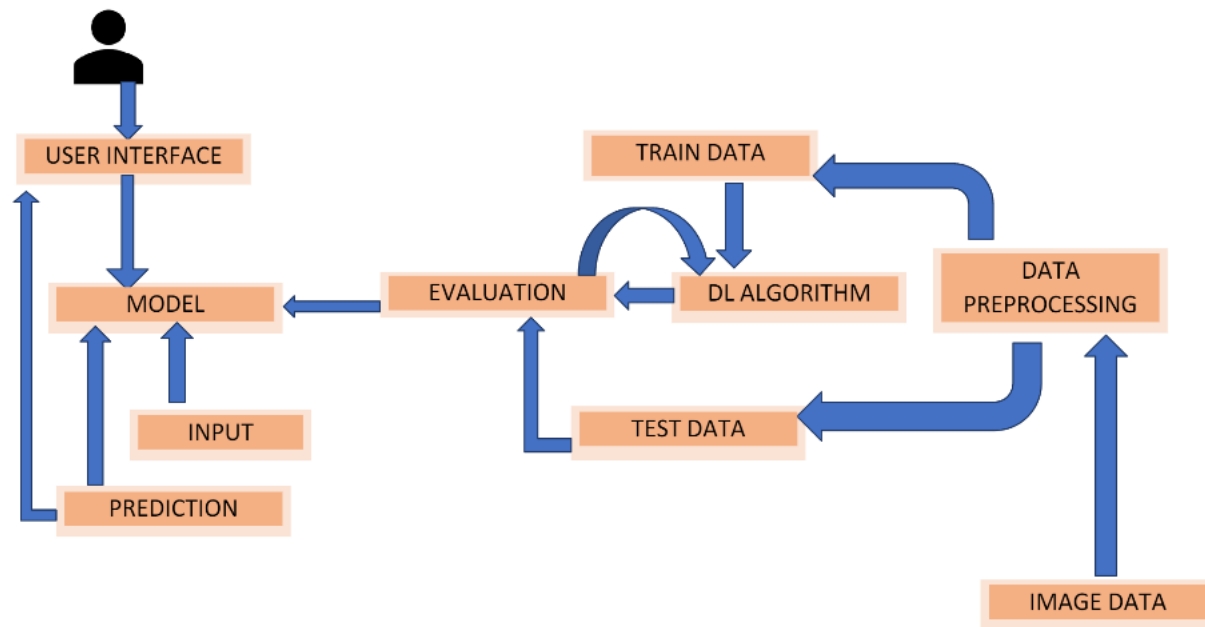 USER INTERFACE
TRAIN DATA
MODEL
EVALUATION
DL ALGORITHM
DATA
PREPROCESSING
INPUT
TEST DATA
PREDICTION
IMAGE DATA